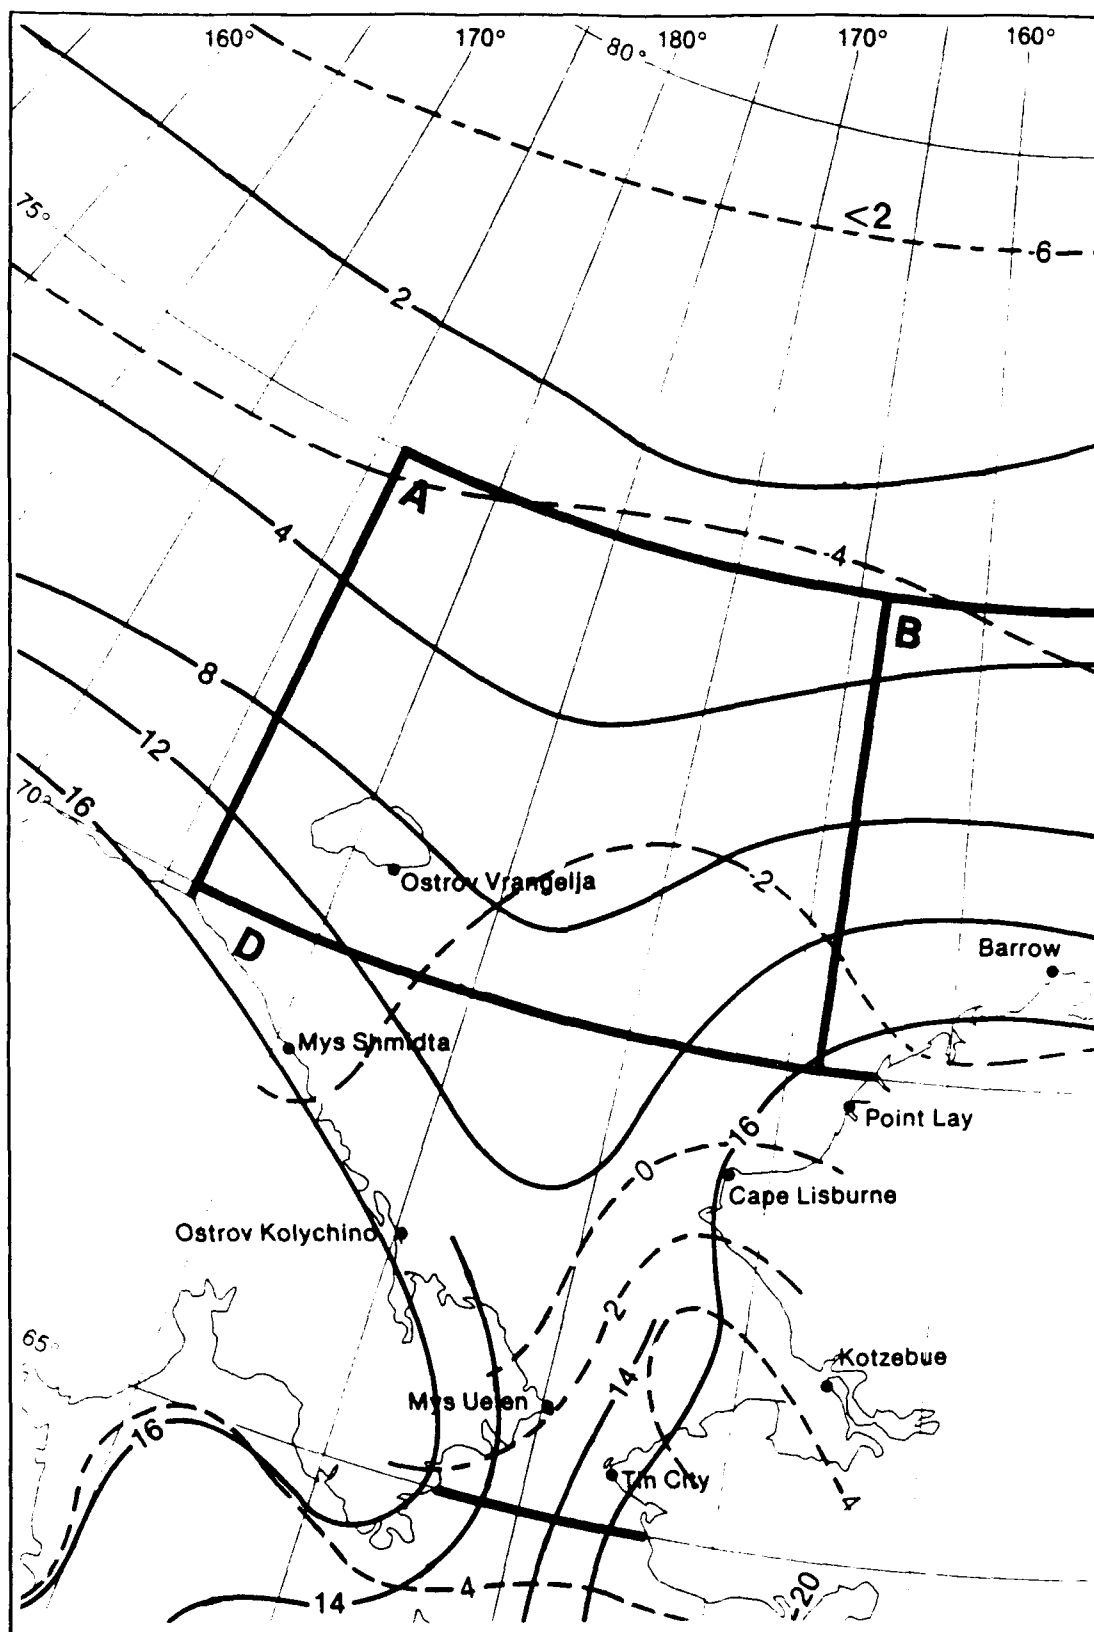 160° 170° 180° 170° 160°
80°
<2
6
75°
2
A
4
-4
B
8
12
16
70°
Ostrov Vrangelja
-2
D
Barrow
Mys Shmidta
Point Lay
16
0
Cape Lisburne
Ostrov Kolychino
2
65°
Kotzebue
14
Mys Uelen
16
Tin City
4
4
14
20